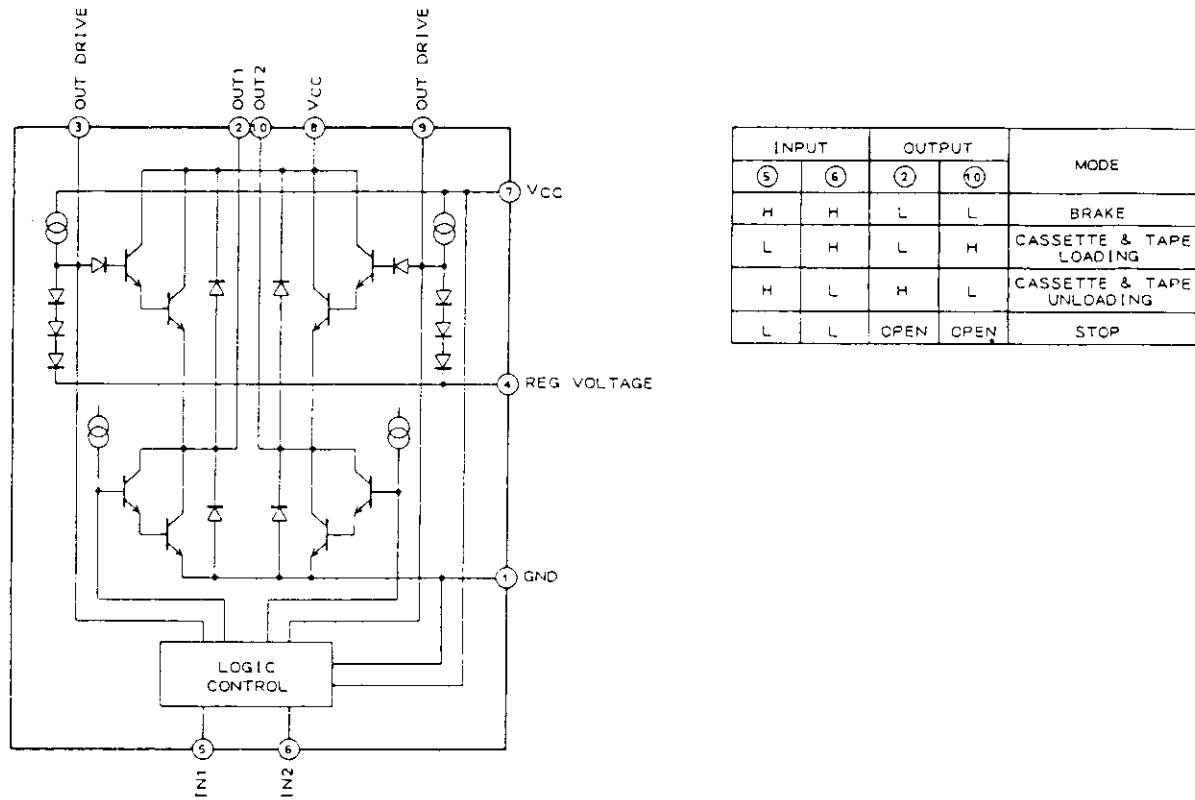 OUT DRIVE
OUT1
OUT2
VCC
OUT DRIVE
3
2
10
8
9
7 VCC
4 REG VOLTAGE
1 GND
LOGIC
CONTROL
5
6
IN1
IN2
INPUT OUTPUT MODE
5 6 2 10
H H L L BRAKE
L H L H CASSETTE & TAPE
LOADING
H L H L CASSETTE & TAPE
UNLOADING
L L OPEN OPEN STOP